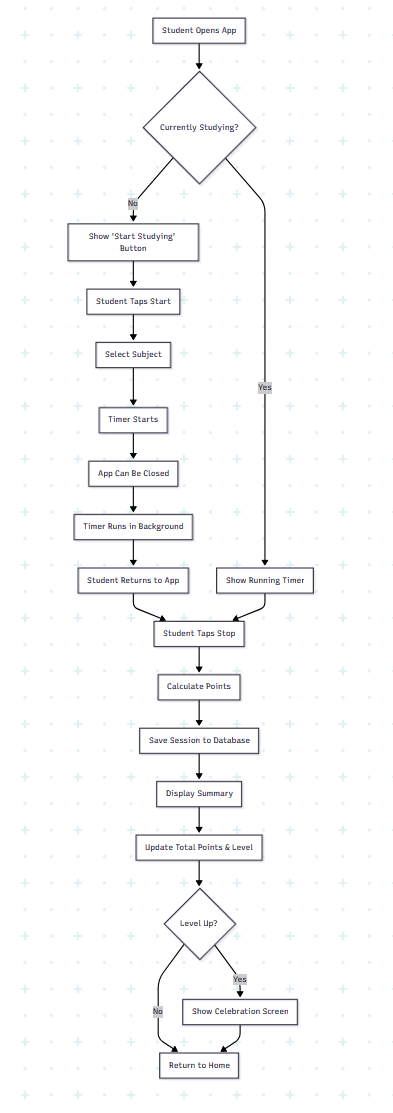 Student Opens App
Currently Studying?
No
Show 'Start Studying'
Button
Student Taps Start
Select Subject
Yes
Timer Starts
App Can Be Closed
Timer Runs in Background
Student Returns to App
Show Running Timer
Student Taps Stop
Calculate Points
Save Session to Database
Display Summary
Update Total Points & Level
Level Up?
Yes
No
Show Celebration Screen
Return to Home